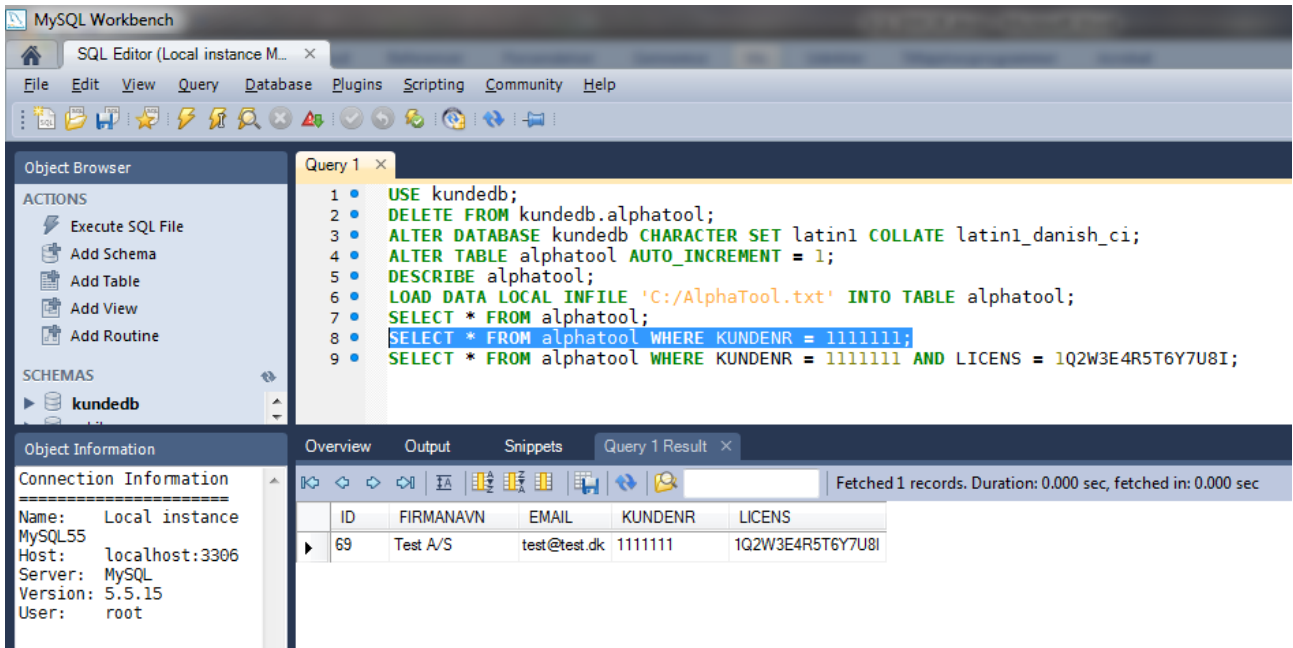 MySQL Workbench
SQL Editor (Local instance M...
File Edit View Query Database Plugins Scripting Community Help
Object Browser
ACTIONS
Execute SQL File
Add Schema
Add Table
Add View
Add Routine
SCHEMAS
kundedb
Query 1
1 USE kundedb;
2 DELETE FROM kundedb.alphatool;
3 ALTER DATABASE kundedb CHARACTER SET latin1 COLLATE latin1_danish_ci;
4 ALTER TABLE alphatool AUTO_INCREMENT = 1;
5 DESCRIBE alphatool;
6 LOAD DATA LOCAL INFILE 'C:/AlphaTool.txt' INTO TABLE alphatool;
7 SELECT * FROM alphatool;
8 SELECT * FROM alphatool WHERE KUNDENR = 1111111;
9 SELECT * FROM alphatool WHERE KUNDENR = 1111111 AND LICENS = 1Q2W3E4R5T6Y7U8I;
Object Information
Connection Information
======================
Name: Local instance
MySQL55
Host: localhost:3306
Server: MySQL
Version: 5.5.15
User: root
Overview Output Snippets Query 1 Result
Fetched 1 records. Duration: 0.000 sec, fetched in: 0.000 sec
ID FIRMANAVN EMAIL KUNDENR LICENS
69 Test A/S test@test.dk 1111111 1Q2W3E4R5T6Y7U8I